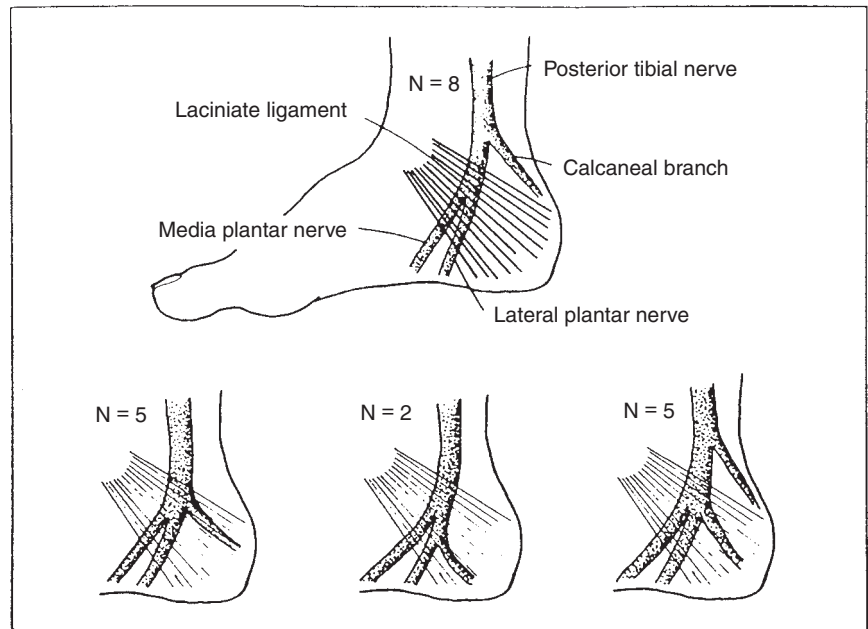 Posterior tibial nerve
N = 8
Laciniate ligament
Calcaneal branch
Media plantar nerve
Lateral plantar nerve
N = 5
N = 2
N = 5